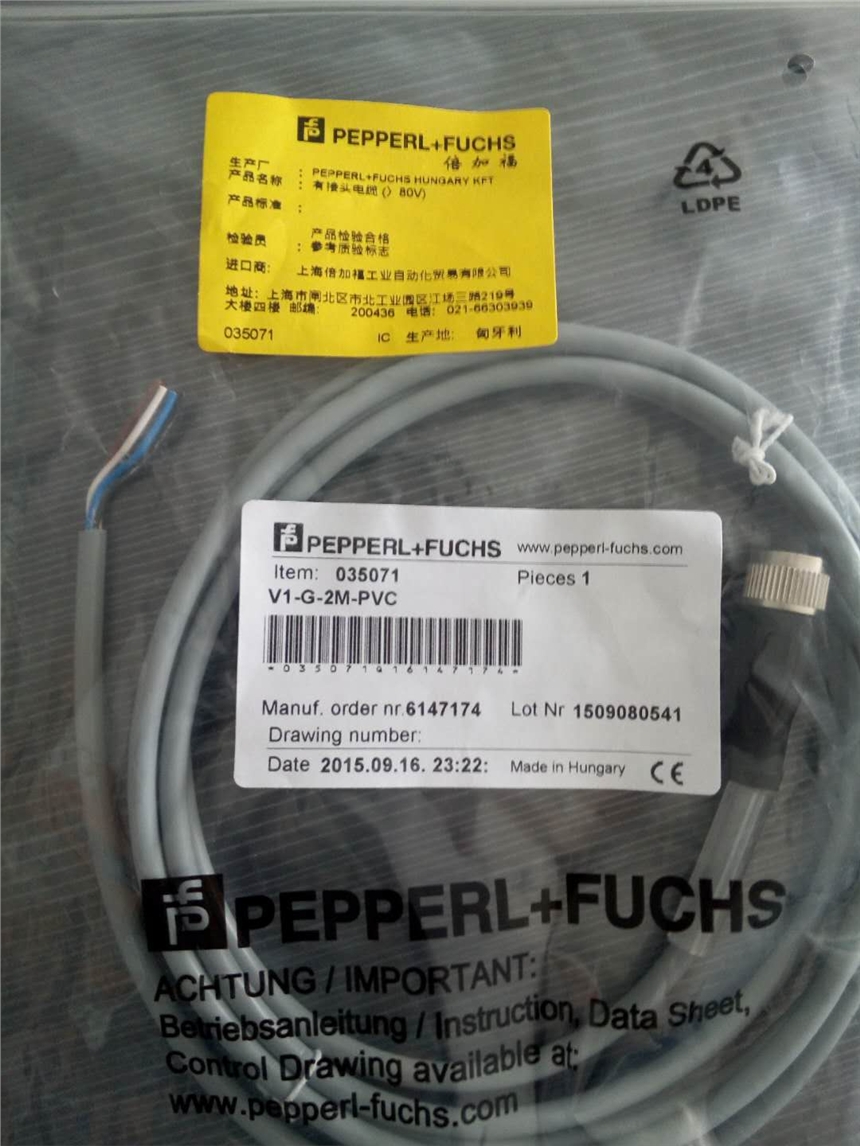 PEPPERL+FUCHS
倍加福
生产厂 : PEPPERL+FUCHS HUNGARY KFT
产品名称 : 有接头电缆(〉80V)
产品标准 :
检验员 : 产品检验合格
参考质验标志
进口商: 上海倍加福工业自动化贸易有限公司
地址: 上海市闸北区市北工业园区江场三路219号
大楼四楼 邮编: 200436 电话: 021-66303939
035071 IC 生产地: 匈牙利
4
LDPE
PEPPERL+FUCHS www.pepperl-fuchs.com
Item: 035071 Pieces 1
V1-G-2M-PVC
*035071916147174*
Manuf. order nr.6147174 Lot Nr 1509080541
Drawing number:
Date 2015.09.16. 23:22: Made in Hungary CE
PEPPERL+FUCHS
ACHTUNG / IMPORTANT:
Betriebsanleitung / Instruction, Data Sheet,
Control Drawing available at:
www.pepperl-fuchs.com